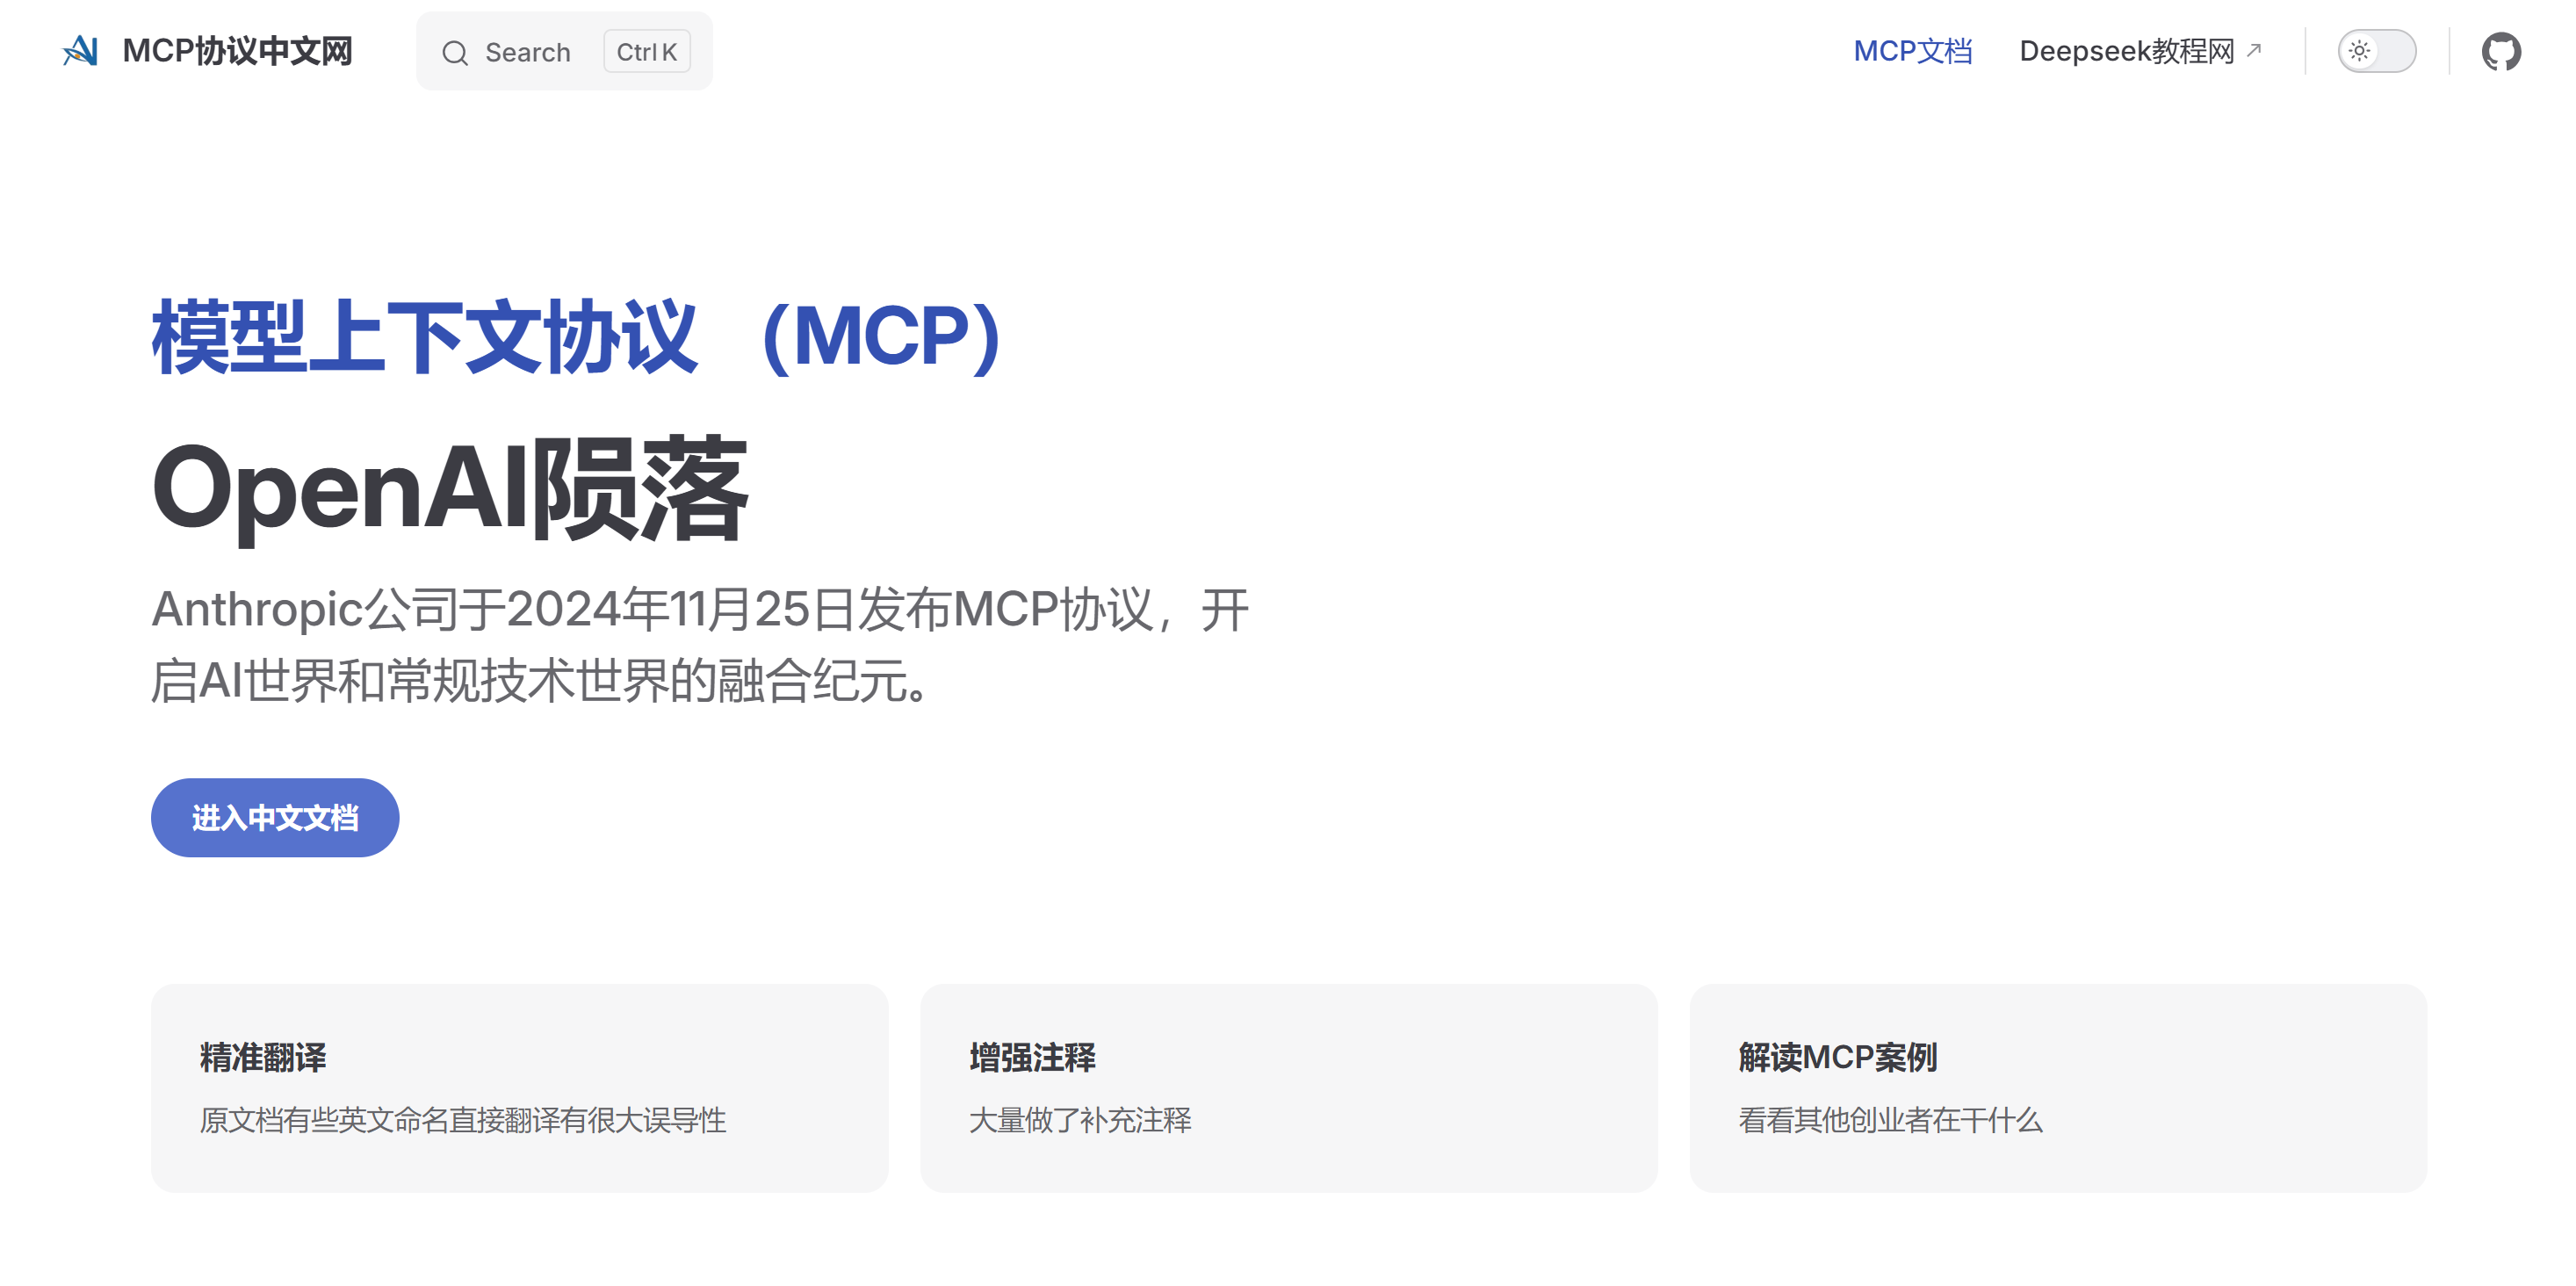 MCP协议中文网
Search
Ctrl K
MCP文档
Deepseek教程网
模型上下文协议 （MCP）
OpenAI陨落
Anthropic公司于2024年11月25日发布MCP协议，开
启AI世界和常规技术世界的融合纪元。
进入中文文档
精准翻译
原文档有些英文命名直接翻译有很大误导性
增强注释
大量做了补充注释
解读MCP案例
看看其他创业者在干什么